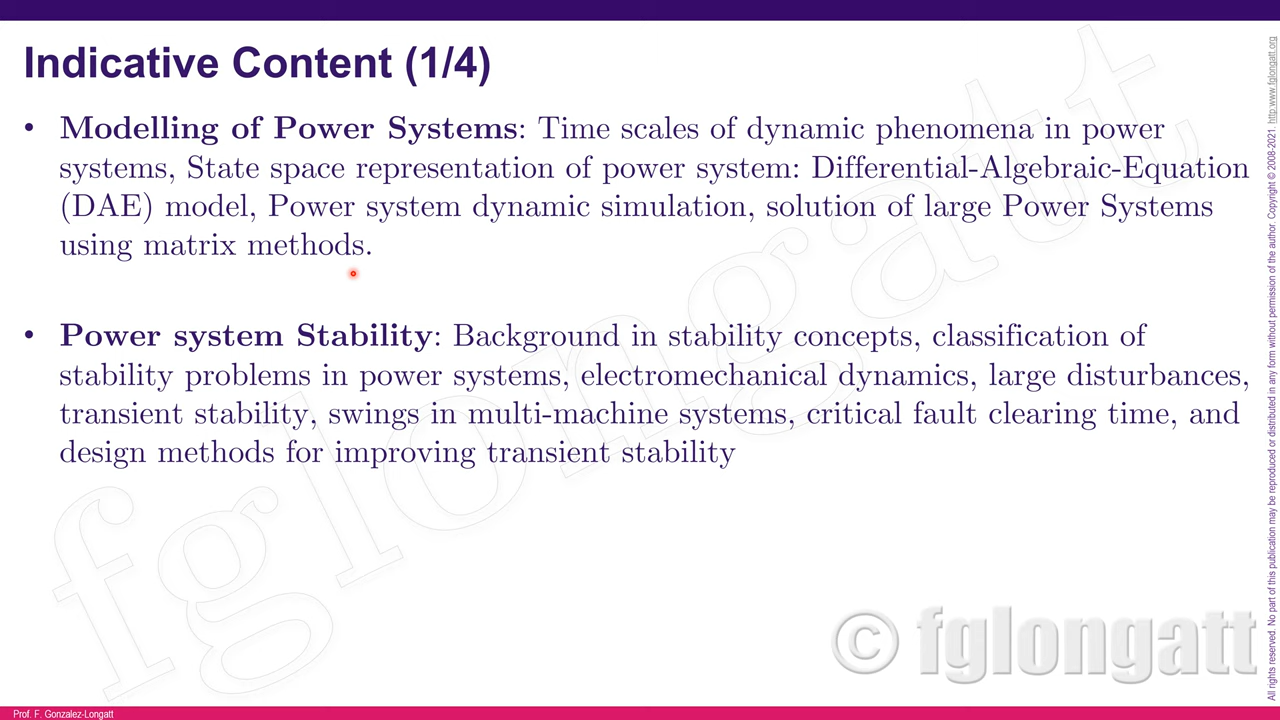 Indicative Content (1/4)
• Modelling of Power Systems: Time scales of dynamic phenomena in power
systems, State space representation of power system: Differential-Algebraic-Equation
(DAE) model, Power system dynamic simulation, solution of large Power Systems
using matrix methods.
• Power system Stability: Background in stability concepts, classification of
stability problems in power systems, electromechanical dynamics, large disturbances,
transient stability, swings in multi-machine systems, critical fault clearing time, and
design methods for improving transient stability
fglongatt
© fglongatt
All rights reserved. No part of this publication may be reproduced or distributed in any form without permission of the author. Copyright © 2008-2021. http:www.fglongatt.org
Prof. F. Gonzalez-Longatt